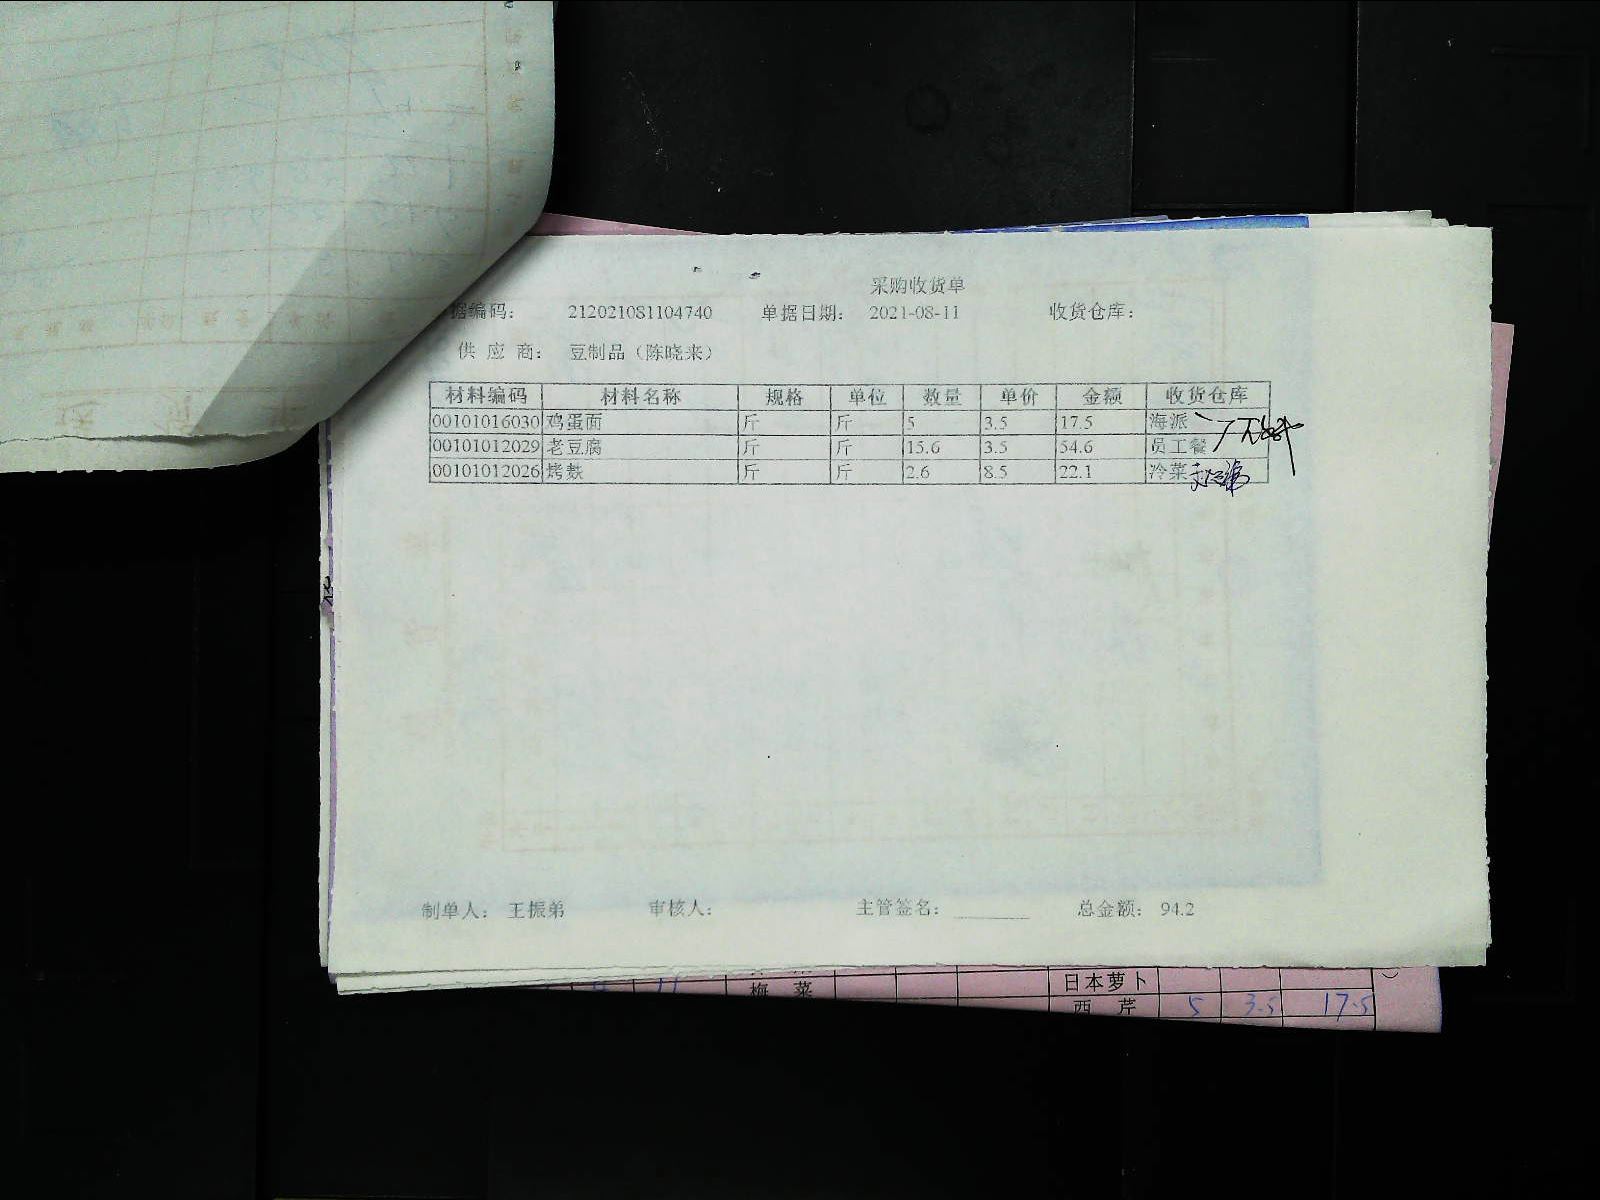 采购收货单
据编码: 212021081104740 单据日期: 2021-08-11 收货仓库:
供应商: 豆制品（陈晓来）
材料编码 材料名称 规格 单位 数量 单价 金额 收货仓库
00101016030 鸡蛋面 斤 斤 5 3.5 17.5 海派
00101012029 老豆腐 斤 斤 15.6 3.5 54.6 员工餐
00101012026 烤麸 斤 斤 2.6 8.5 22.1 冷菜
制单人: 王振弟 审核人: 主管签名: 总金额: 94.2
11 梅菜 日本萝卜
西芹 5 3.5 17.5